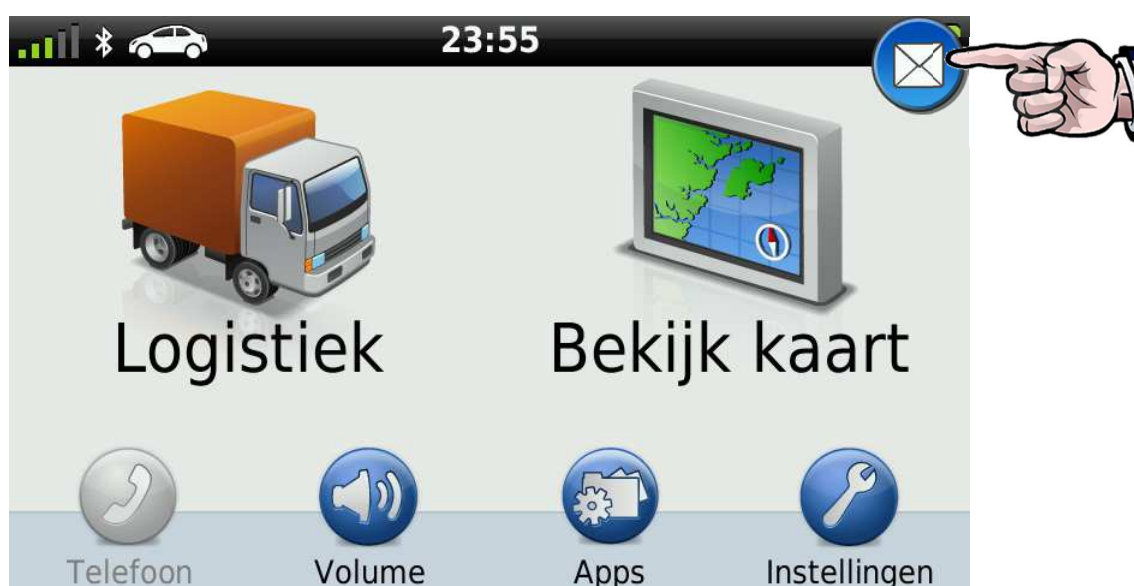 23:55
Logistiek
Bekijk kaart
Telefoon
Volume
Apps
Instellingen